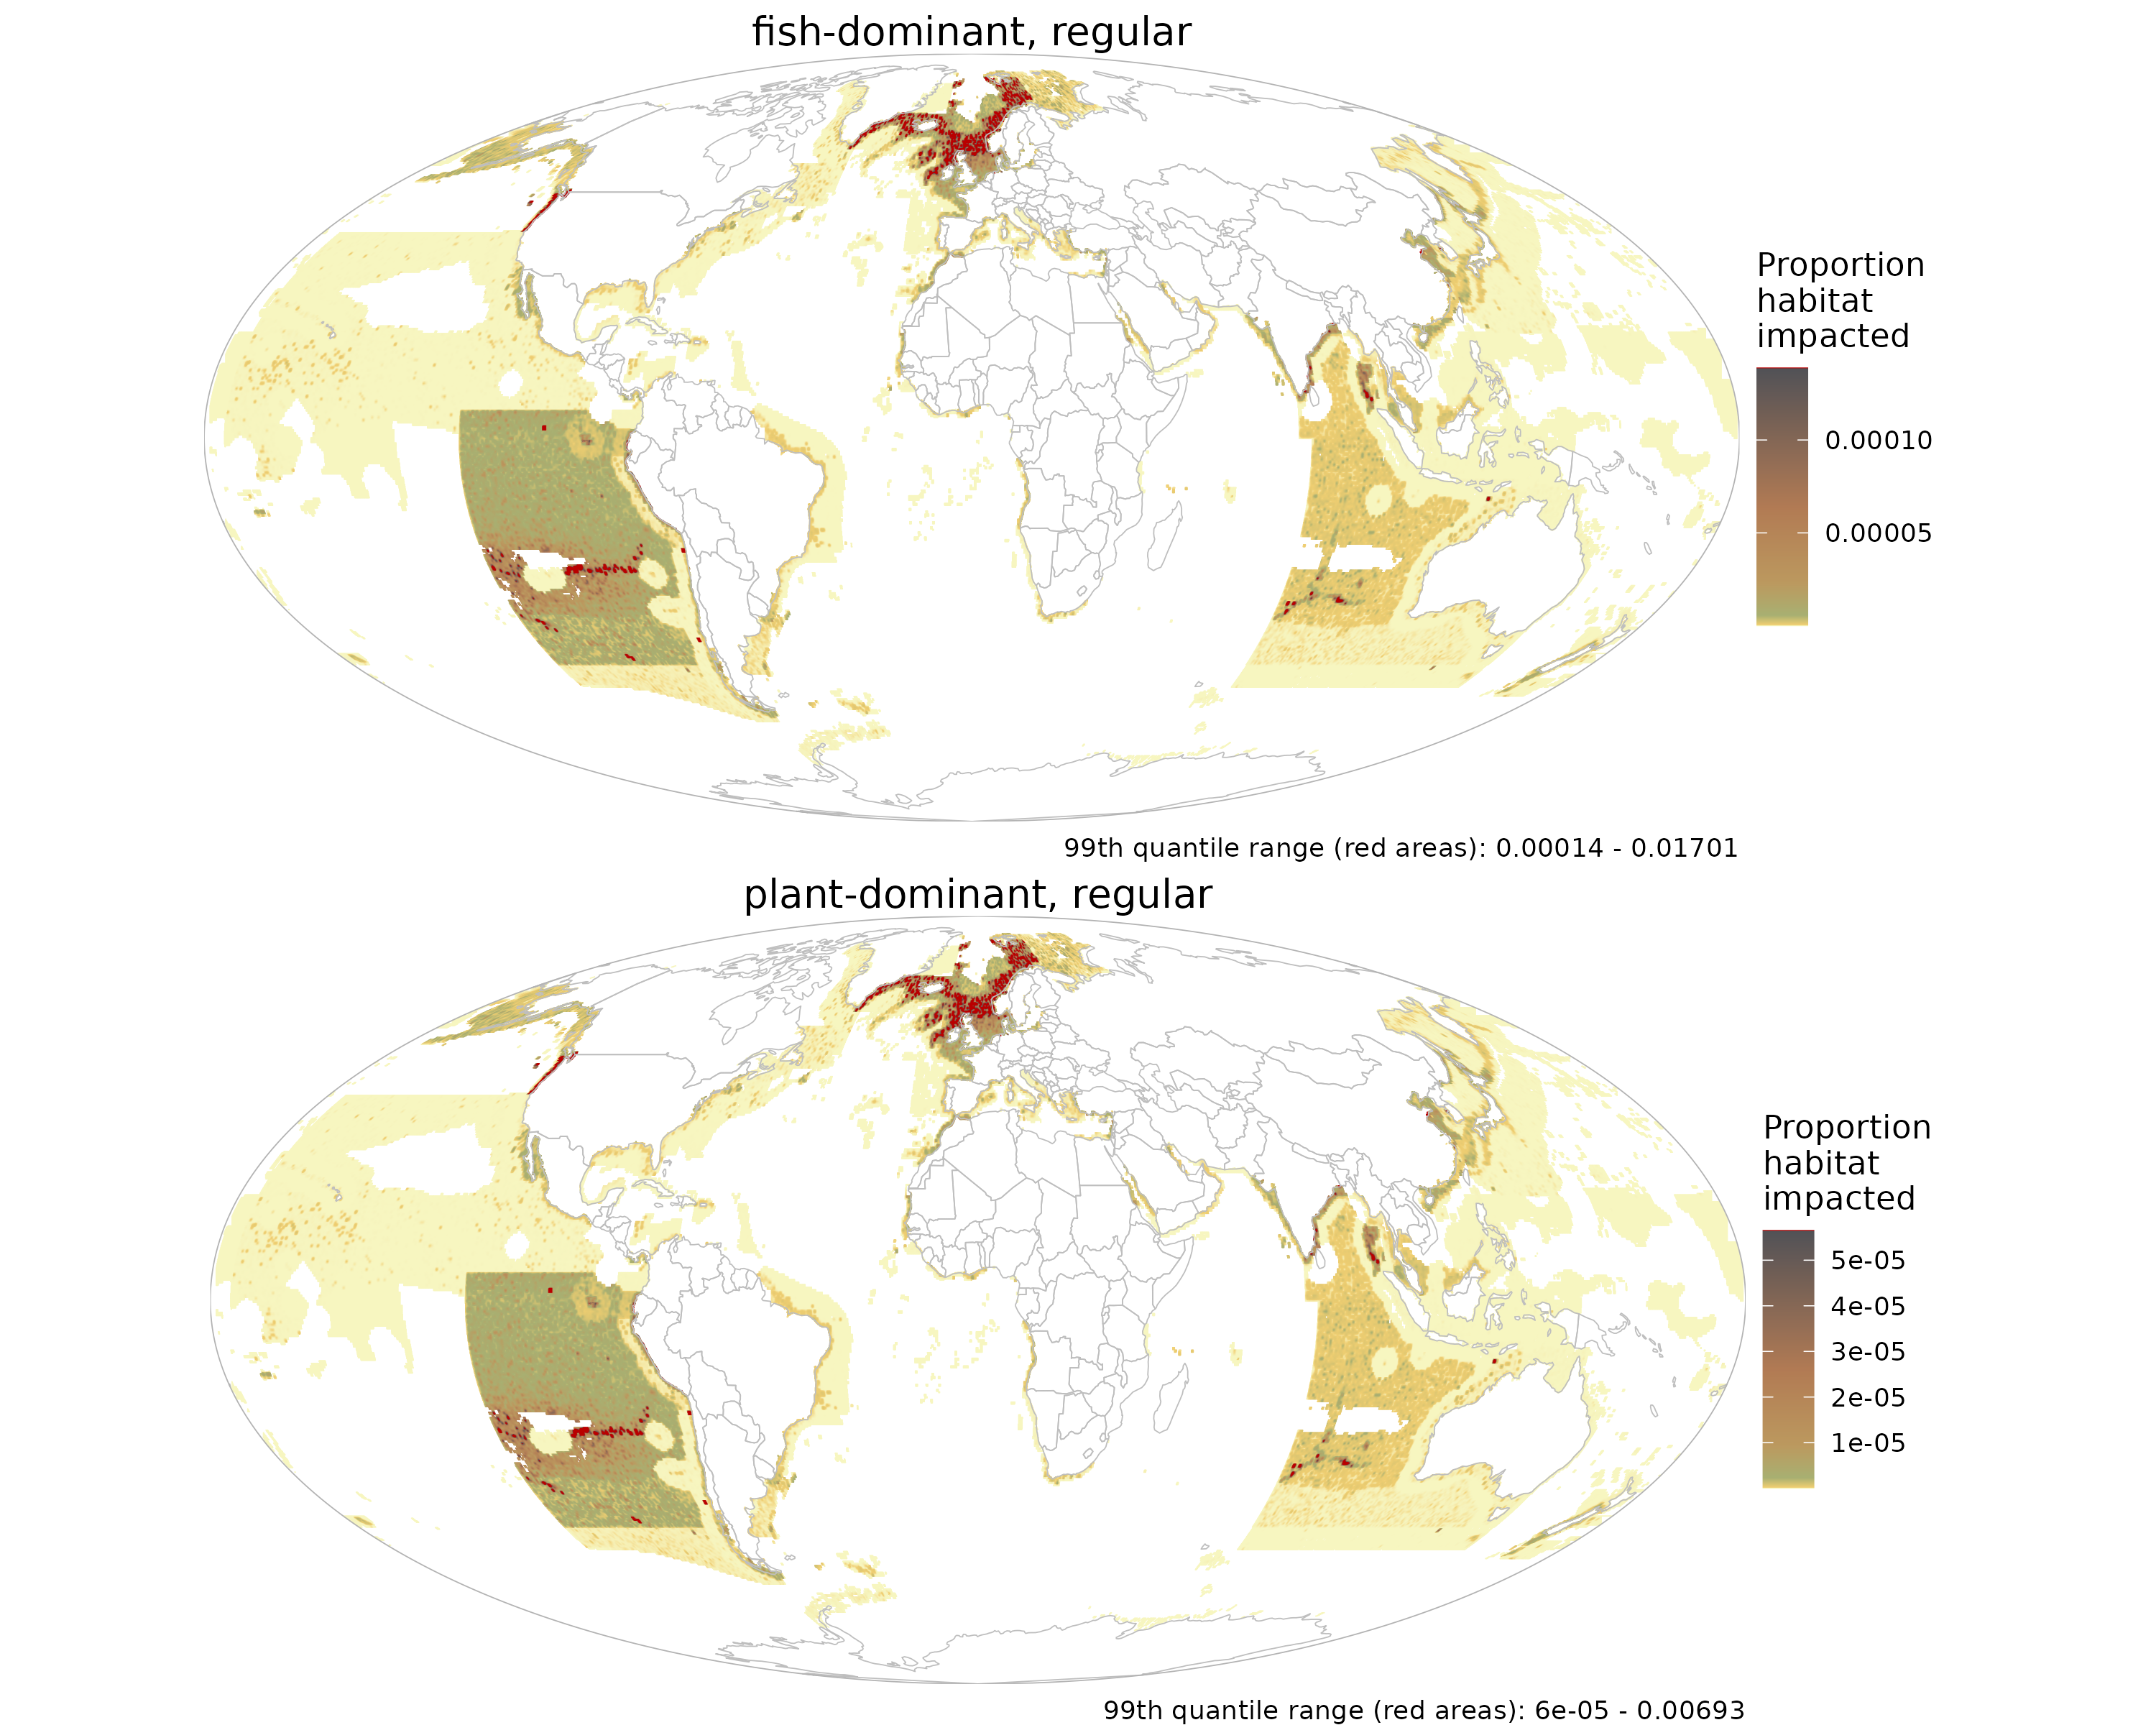 fish-dominant, regular
Proportion
habitat
impacted
0.00010
0.00005
99th quantile range (red areas): 0.00014 - 0.01701
plant-dominant, regular
Proportion
habitat
impacted
5e-05
4e-05
3e-05
2e-05
1e-05
99th quantile range (red areas): 6e-05 - 0.00693